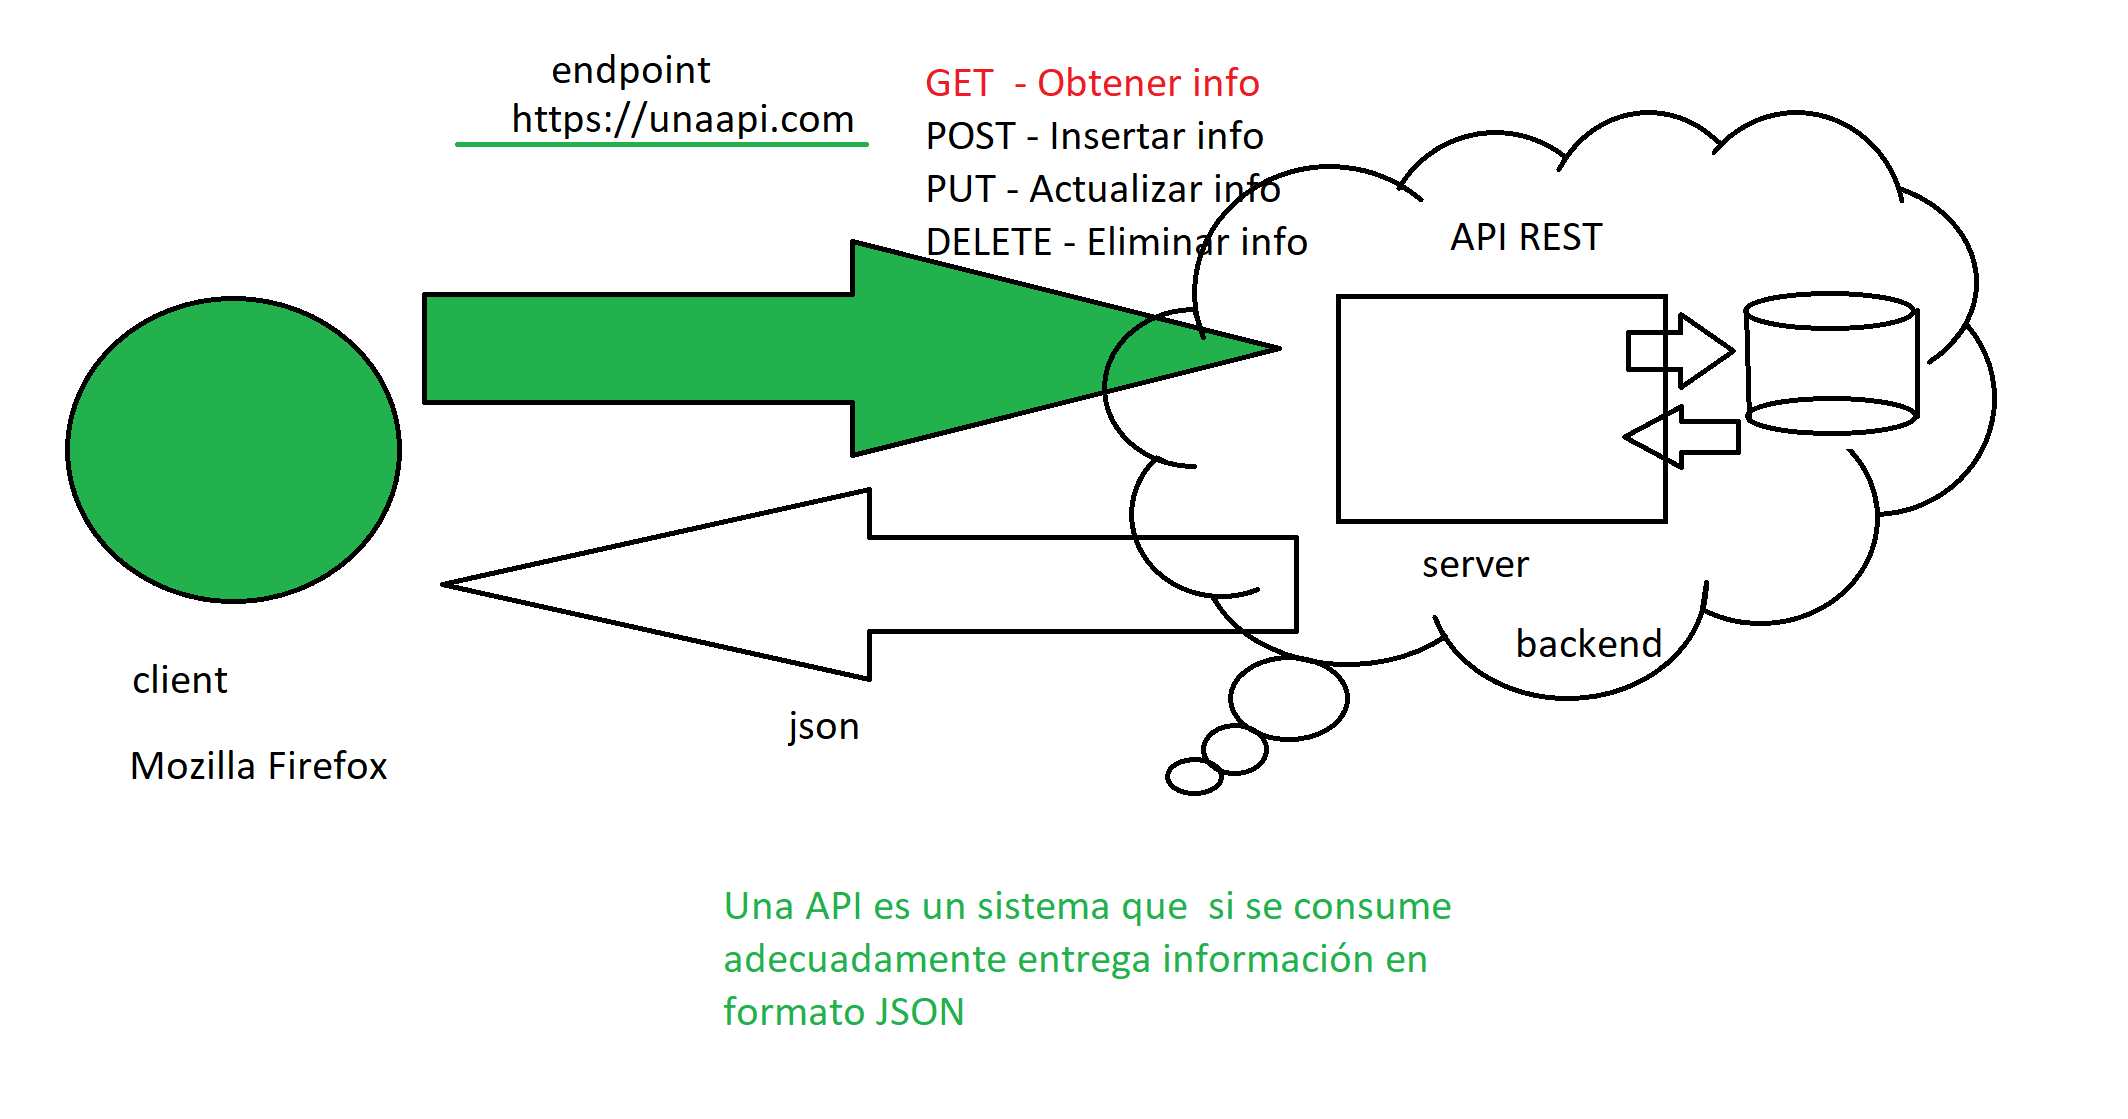 endpoint
https://unaapi.com
GET  - Obtener info
POST - Insertar info
PUT - Actualizar info
DELETE - Eliminar info
API REST
server
backend
client
Mozilla Firefox
json
Una API es un sistema que  si se consume
adecuadamente entrega información en
formato JSON